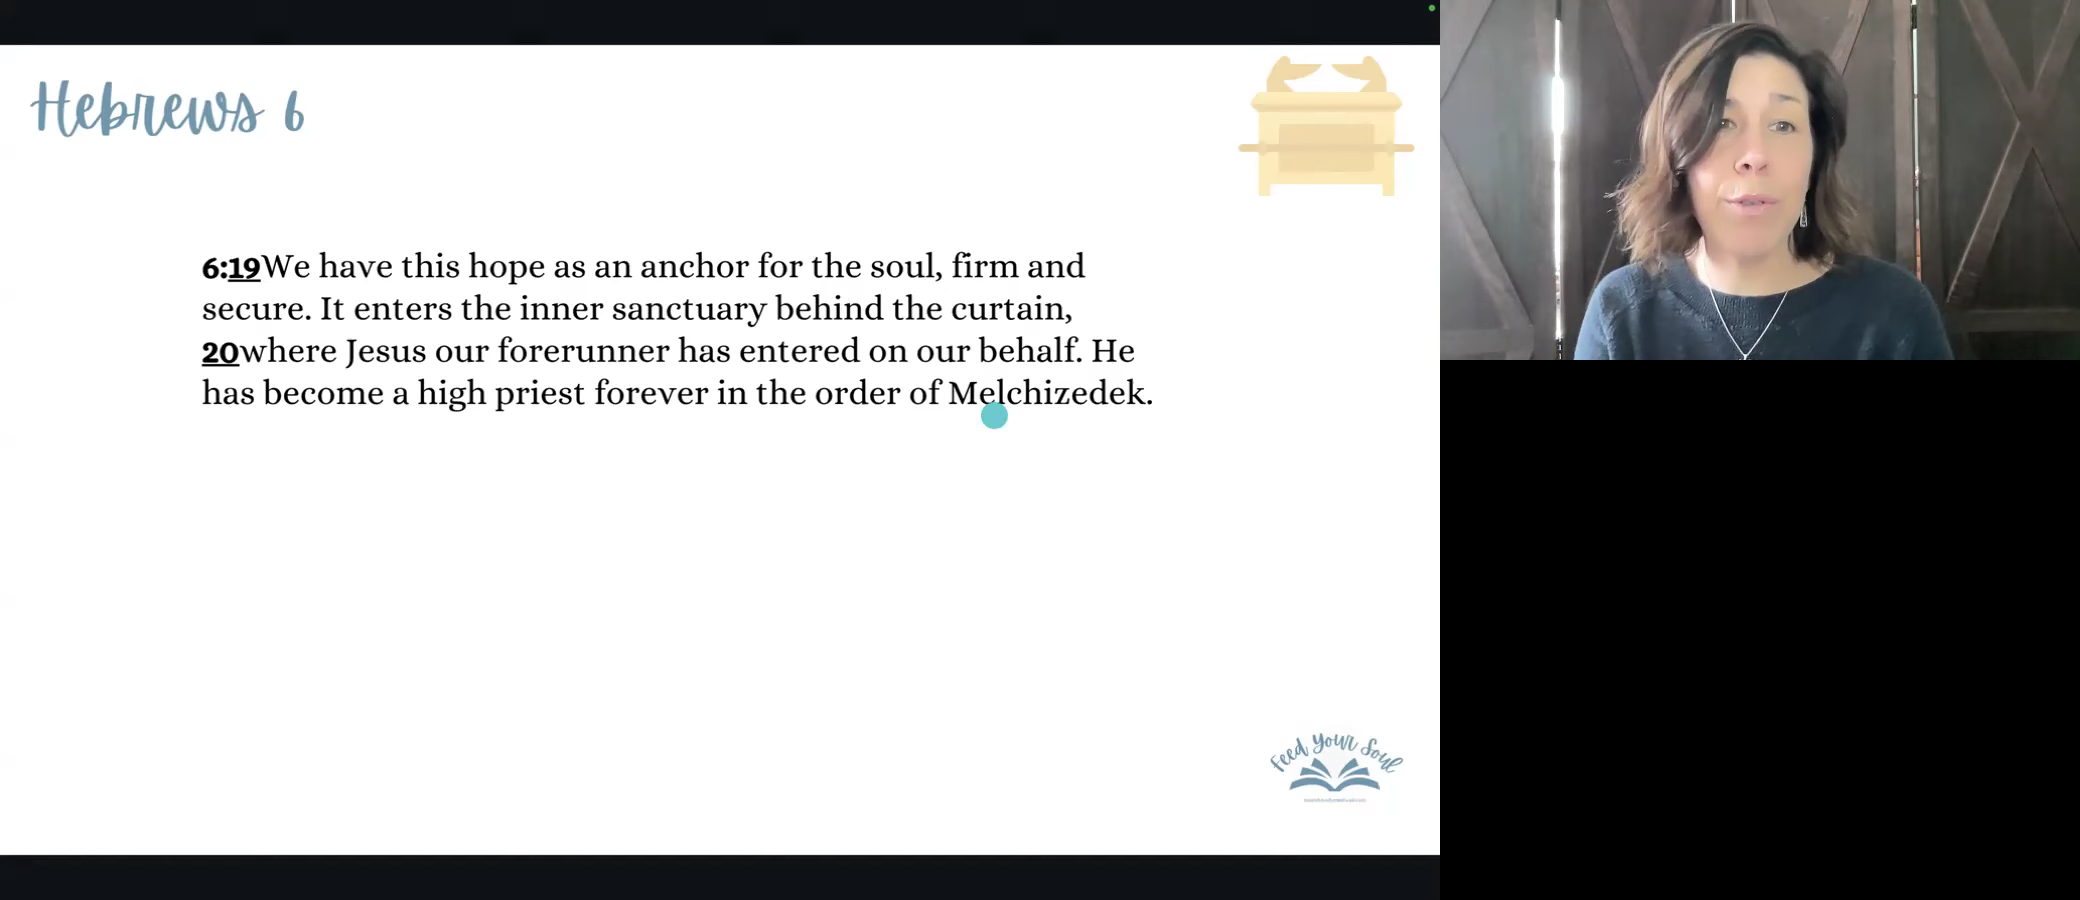 Hebrews 6
6:19We have this hope as an anchor for the soul, firm and
secure. It enters the inner sanctuary behind the curtain,
20where Jesus our forerunner has entered on our behalf. He
has become a high priest forever in the order of Melchizedek.
Feed Your Soul